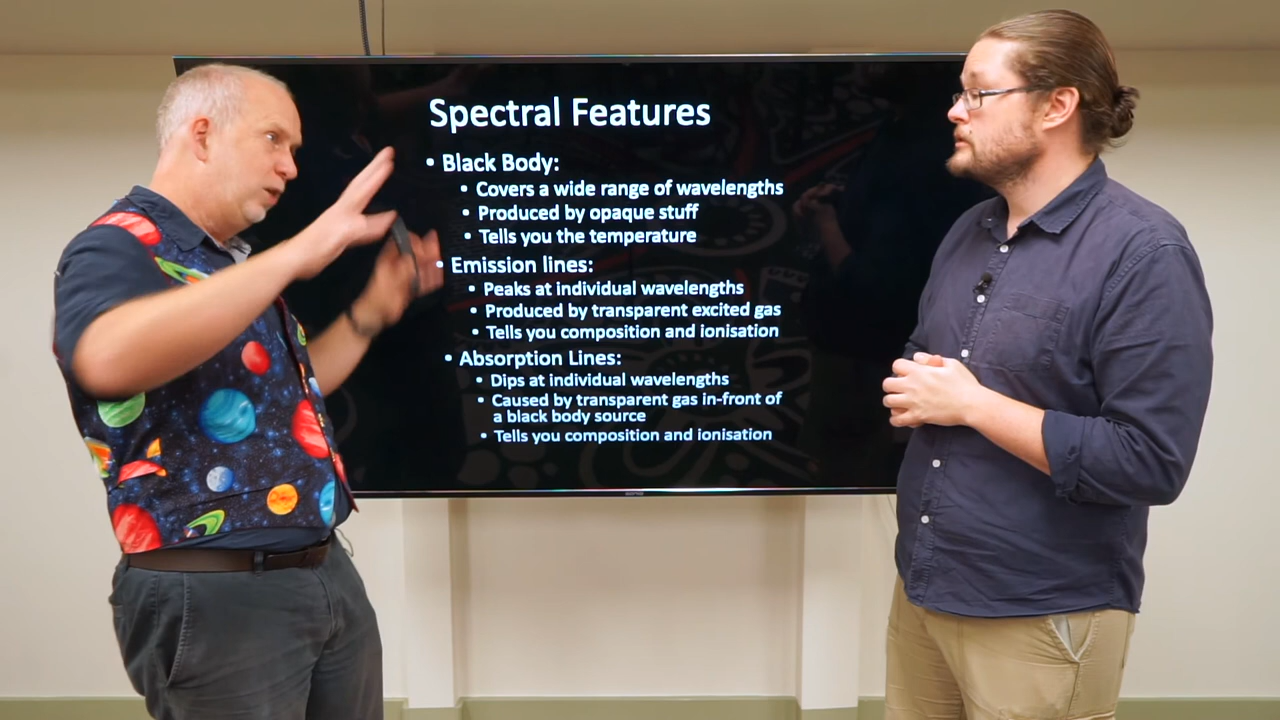 Spectral Features
• Black Body:
• Covers a wide range of wavelengths
• Produced by opaque stuff
• Tells you the temperature
• Emission lines:
• Peaks at individual wavelengths
• Produced by transparent excited gas
• Tells you composition and ionisation
• Absorption Lines:
• Dips at individual wavelengths
• Caused by transparent gas in-front of
a black body source
• Tells you composition and ionisation